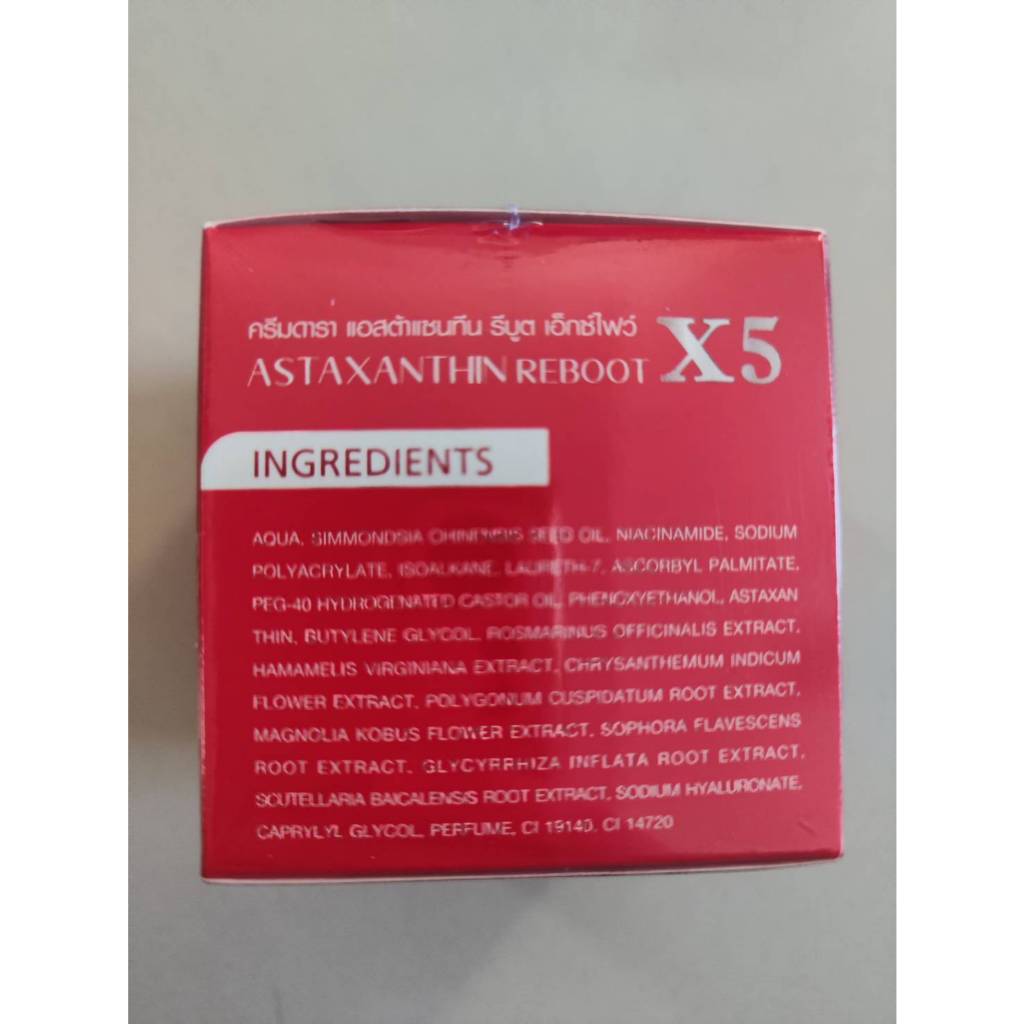 ครีมดารา แอสต้าแซนทีน รีบูต เอ็กซ์ไฟว์ X5
ASTAXANTHIN REBOOT
INGREDIENTS
AQUA, SIMMONDSIA CHINENSIS SEED OIL, NIACINAMIDE, SODIUM
POLYACRYLATE, ISOALKANE, LAURETH-7, ASCORBYL PALMITATE,
PEG-40 HYDROGENATED CASTOR OIL, PHENOXYETHANOL, ASTAXAN
THIN, BUTYLENE GLYCOL, ROSMARINUS OFFICINALIS EXTRACT,
HAMAMELIS VIRGINIANA EXTRACT, CHRYSANTHEMUM INDICUM
FLOWER EXTRACT, POLYGONUM CUSPIDATUM ROOT EXTRACT,
MAGNOLIA KOBUS FLOWER EXTRACT, SOPHORA FLAVESCENS
ROOT EXTRACT, GLYCYRRHIZA INFLATA ROOT EXTRACT,
SCUTELLARIA BAICALENSIS ROOT EXTRACT, SODIUM HYALURONATE,
CAPRYLYL GLYCOL, PERFUME, CI 19140, CI 14720